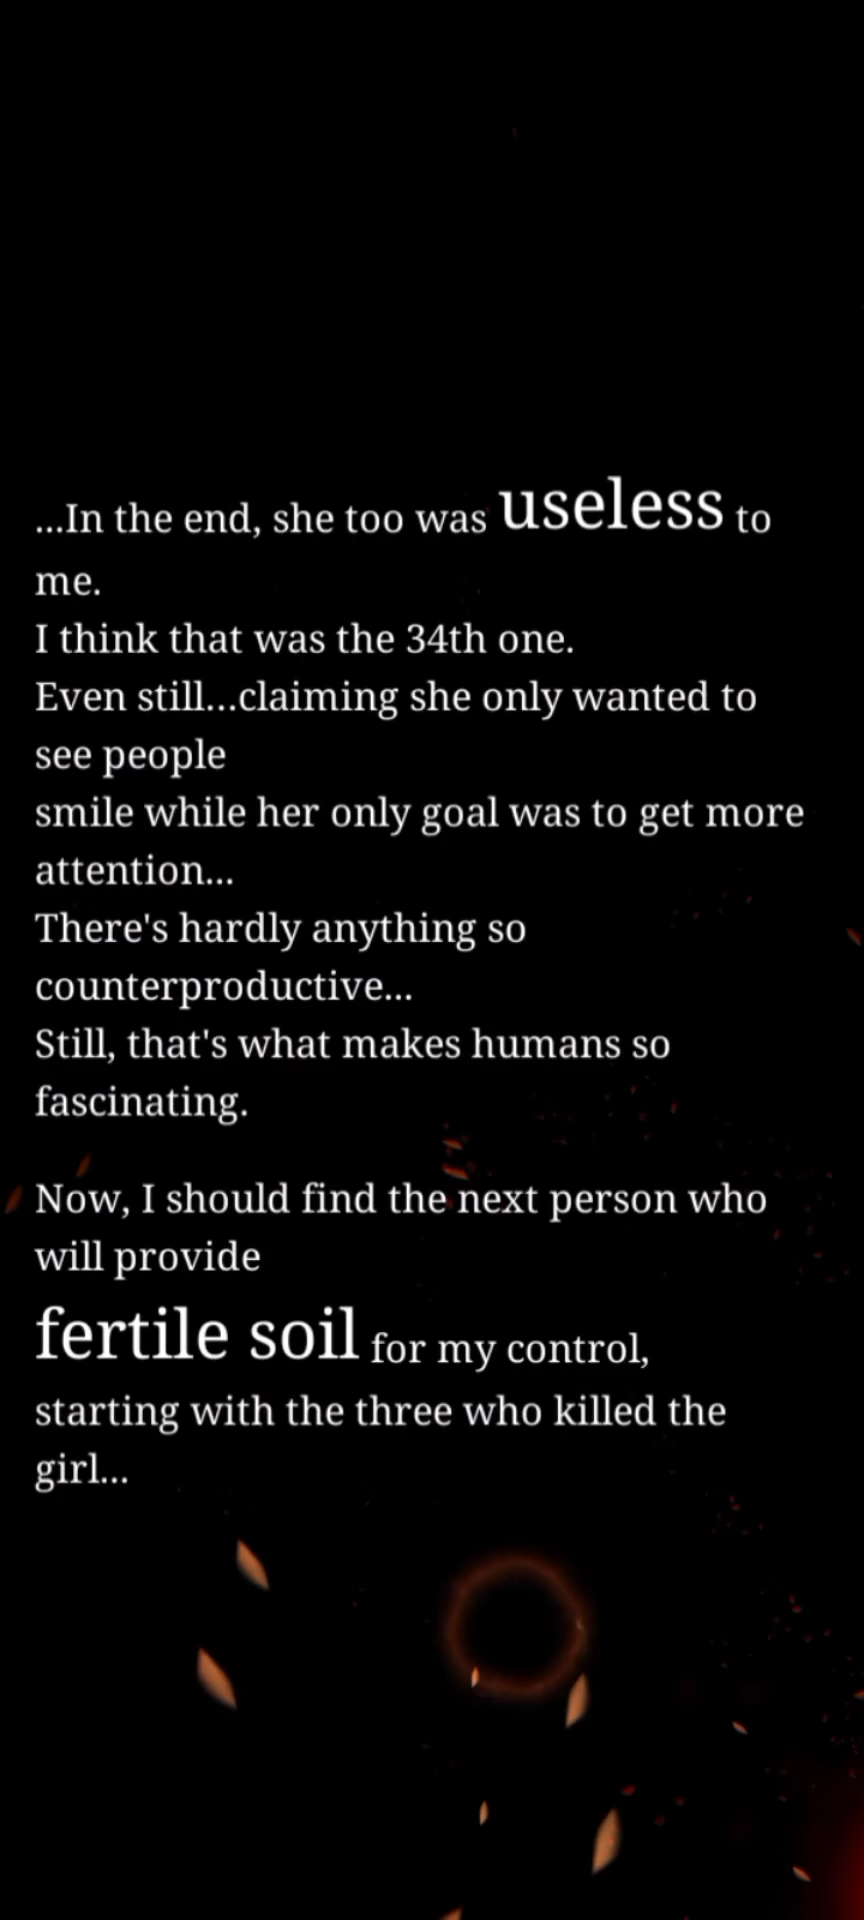 ...In the end, she too was useless to
me.
I think that was the 34th one.
Even still...claiming she only wanted to
see people
smile while her only goal was to get more
attention...
There's hardly anything so
counterproductive...
Still, that's what makes humans so
fascinating.
Now, I should find the next person who
will provide
fertile soil for my control,
starting with the three who killed the
girl...